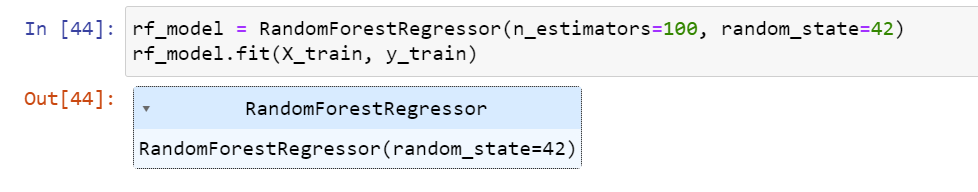 In [44]: rf_model = RandomForestRegressor(n_estimators=100, random_state=42)
rf_model.fit(X_train, y_train)
Out[44]: RandomForestRegressor
RandomForestRegressor(random_state=42)